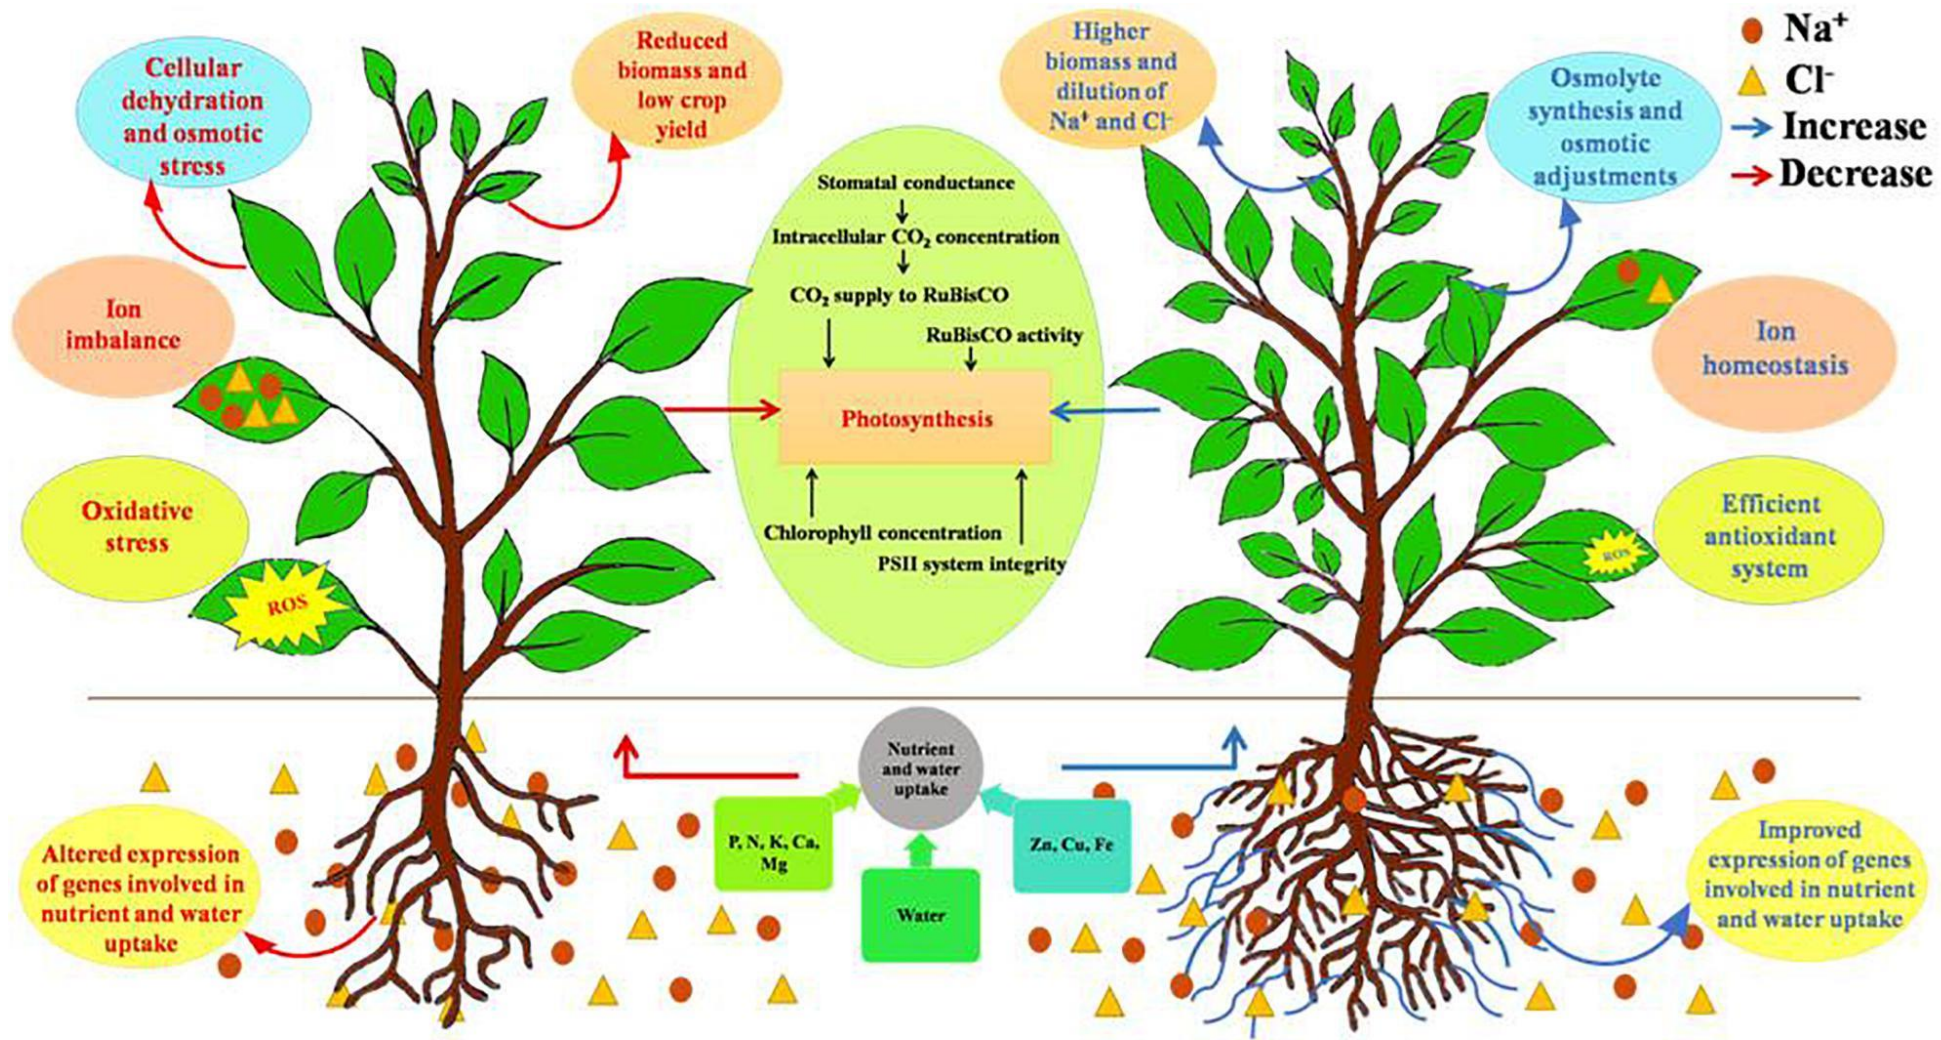 Cellular
dehydration
and osmotic
stress
Reduced
biomass and
low crop
yield
Higher
biomass and
dilution of
Na⁺ and Cl⁻
Osmolyte
synthesis and
osmotic
adjustments
Na⁺
Cl⁻
Increase
Decrease
Ion
imbalance
Oxidative
stress
ROS
Stomatal conductance
Intracellular CO₂ concentration
CO₂ supply to RuBisCO
RuBisCO activity
Photosynthesis
Chlorophyll concentration
PSII system integrity
Ion
homeostasis
Efficient
antioxidant
system
ROS
Altered expression
of genes involved in
nutrient and water
uptake
Nutrient
and water
uptake
P, N, K, Ca,
Mg
Water
Zn, Cu, Fe
Improved
expression of genes
involved in nutrient
and water uptake